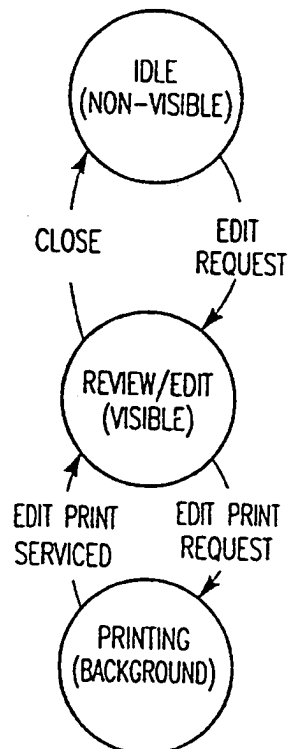 IDLE
(NON-VISIBLE)
CLOSE
EDIT
REQUEST
REVIEW/EDIT
(VISIBLE)
EDIT PRINT
SERVICED
EDIT PRINT
REQUEST
PRINTING
(BACKGROUND)